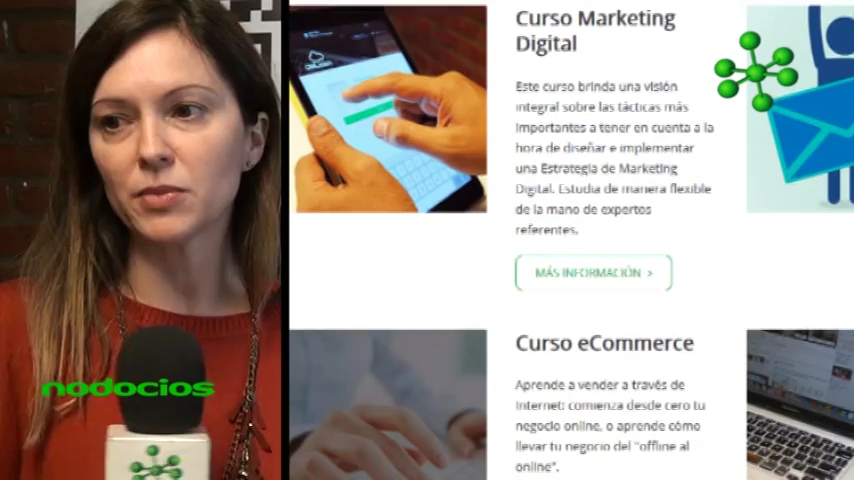 Curso Marketing
Digital
Este curso brinda una visión
integral sobre las tácticas más
importantes a tener en cuenta a la
hora de diseñar e implementar
una Estrategia de Marketing
Digital. Estudia de manera flexible
de la mano de expertos
referentes.
MÁS INFORMACIÓN >
Curso eCommerce
Aprende a vender a través de
Internet: comienza desde cero tu
negocio online, o aprende cómo
llevar tu negocio del "offline al
online".
nodocios